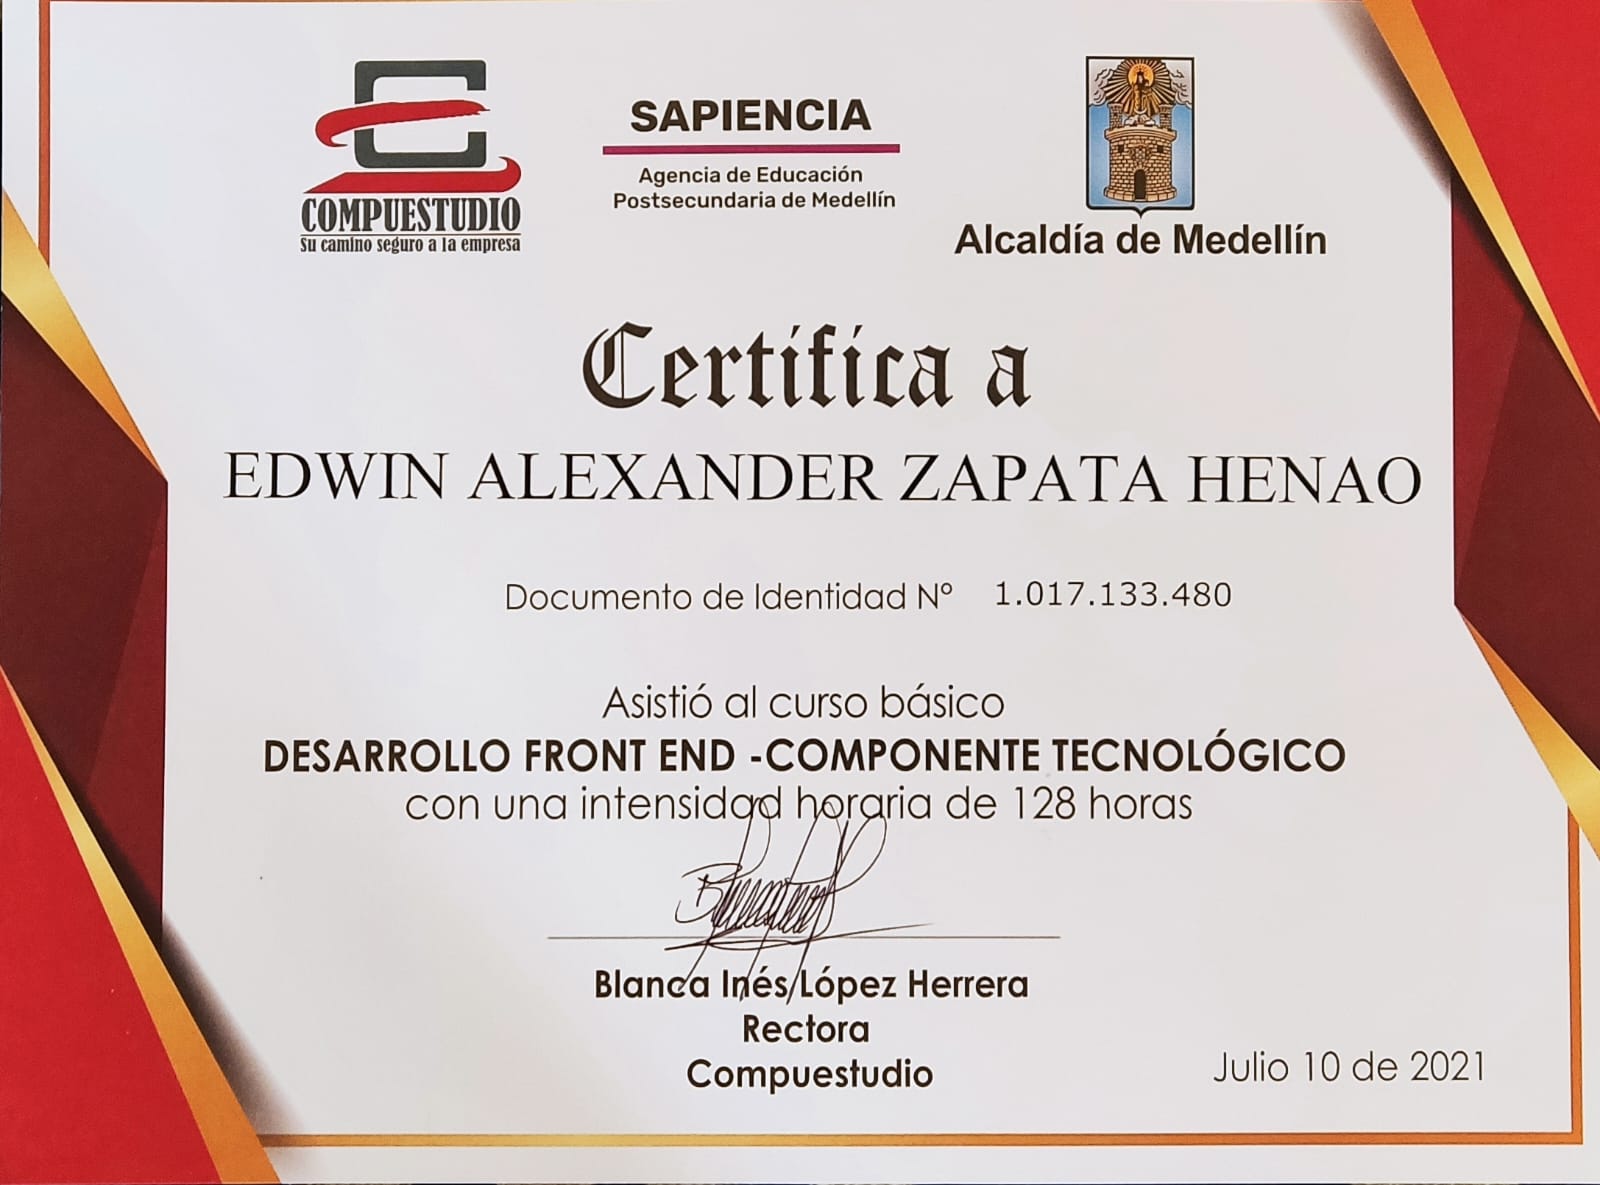 COMPUESTUDIO
Su camino seguro a la empresa
SAPIENCIA
Agencia de Educación
Postsecundaria de Medellín
Alcaldía de Medellín
Certifica a
EDWIN ALEXANDER ZAPATA HENAO
Documento de Identidad Nº 1.017.133.480
Asistió al curso básico
DESARROLLO FRONT END -COMPONENTE TECNOLÓGICO
con una intensidad horaria de 128 horas
Blanca Inés López Herrera
Rectora
Compuestudio
Julio 10 de 2021